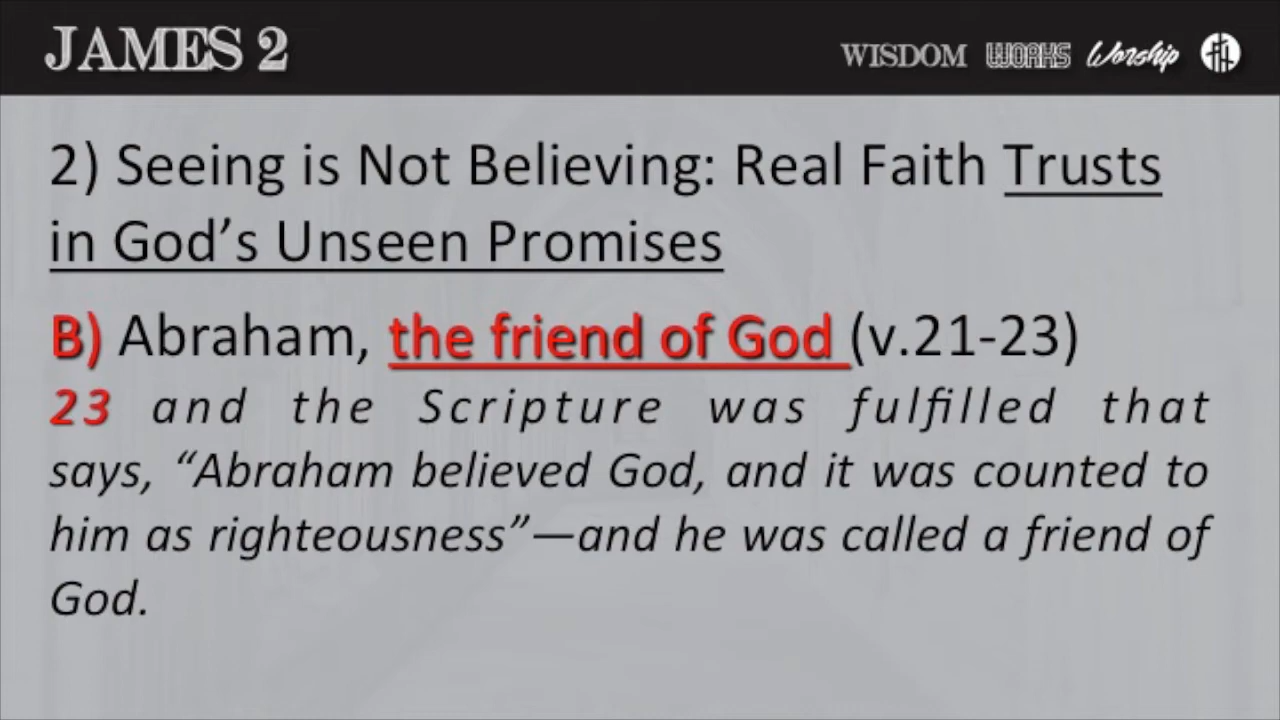 JAMES 2
WISDOM WORKS Worship
2) Seeing is Not Believing: Real Faith Trusts
in God’s Unseen Promises
B) Abraham, the friend of God (v.21-23)
23 and the Scripture was fulfilled that
says, “Abraham believed God, and it was counted to
him as righteousness”—and he was called a friend of
God.